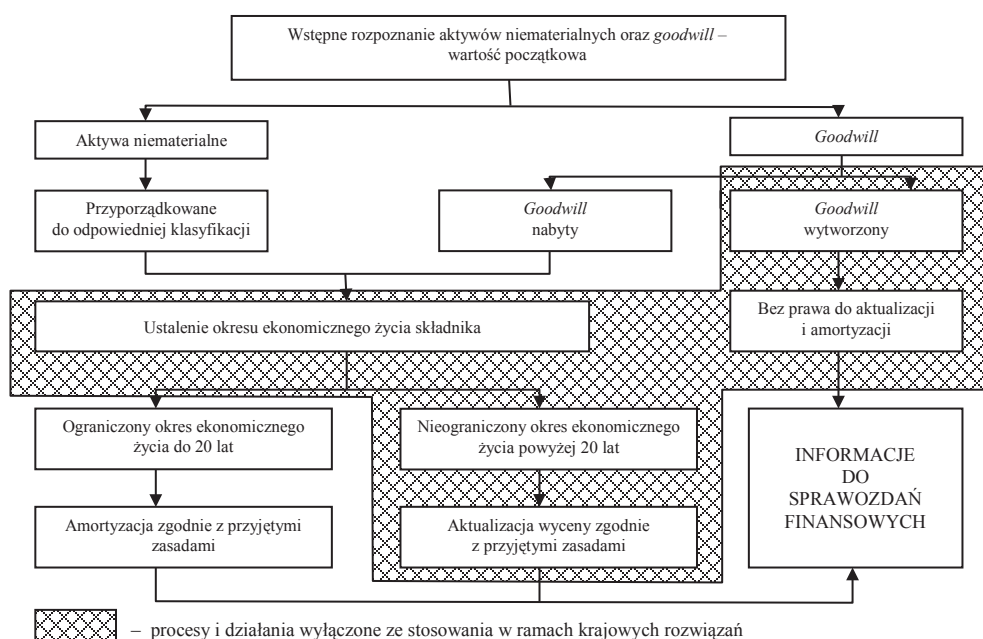 Wstępne rozpoznanie aktywów niematerialnych oraz goodwill –
wartość początkowa
Aktywa niematerialne
Goodwill
Przyporządkowane
do odpowiedniej klasyfikacji
Goodwill
nabyty
Goodwill
wytworzony
Ustalenie okresu ekonomicznego życia składnika
Bez prawa do aktualizacji
i amortyzacji
Ograniczony okres ekonomicznego
życia do 20 lat
Nieograniczony okres ekonomicznego
życia powyżej 20 lat
INFORMACJE
DO
SPRAWOZDAŃ
FINANSOWYCH
Amortyzacja zgodnie z przyjętymi
zasadami
Aktualizacja wyceny zgodnie
z przyjętymi zasadami
– procesy i działania wyłączone ze stosowania w ramach krajowych rozwiązań